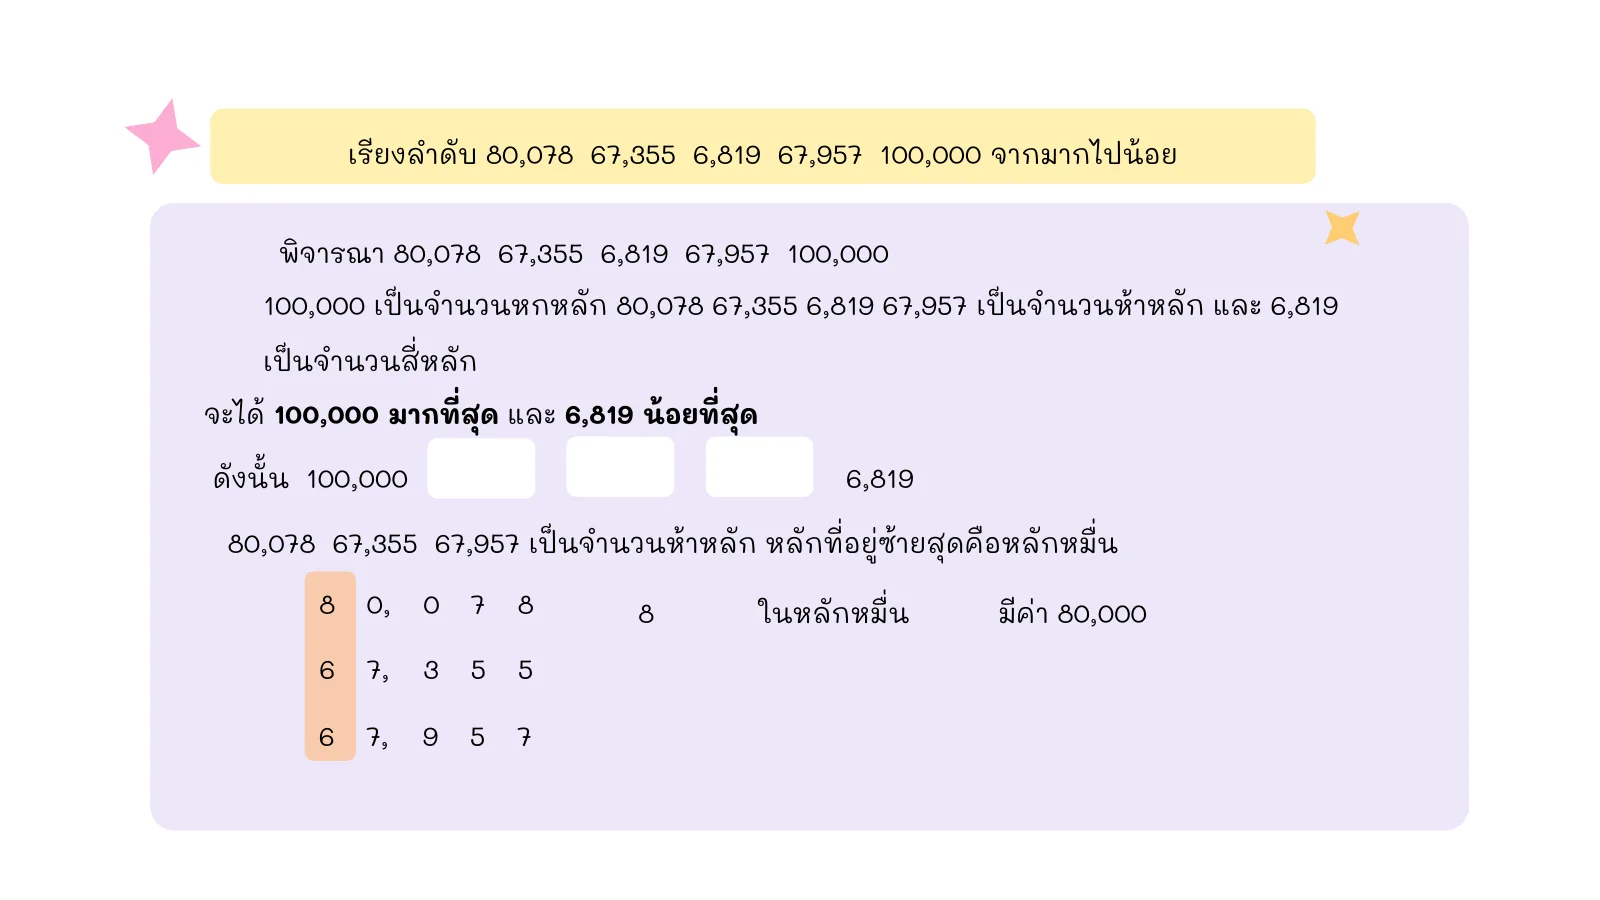 เรียงลำดับ 80,078 67,355 6,819 67,957 100,000 จากมากไปน้อย
พิจารณา 80,078 67,355 6,819 67,957 100,000
100,000 เป็นจำนวนหกหลัก 80,078 67,355 6,819 67,957 เป็นจำนวนห้าหลัก และ 6,819
เป็นจำนวนสี่หลัก
จะได้ 100,000 มากที่สุด และ 6,819 น้อยที่สุด
ดังนั้น 100,000 6,819
80,078 67,355 67,957 เป็นจำนวนห้าหลัก หลักที่อยู่ซ้ายสุดคือหลักหมื่น
8 0, 0 7 8 8 ในหลักหมื่น มีค่า 80,000
6 7, 3 5 5
6 7, 9 5 7